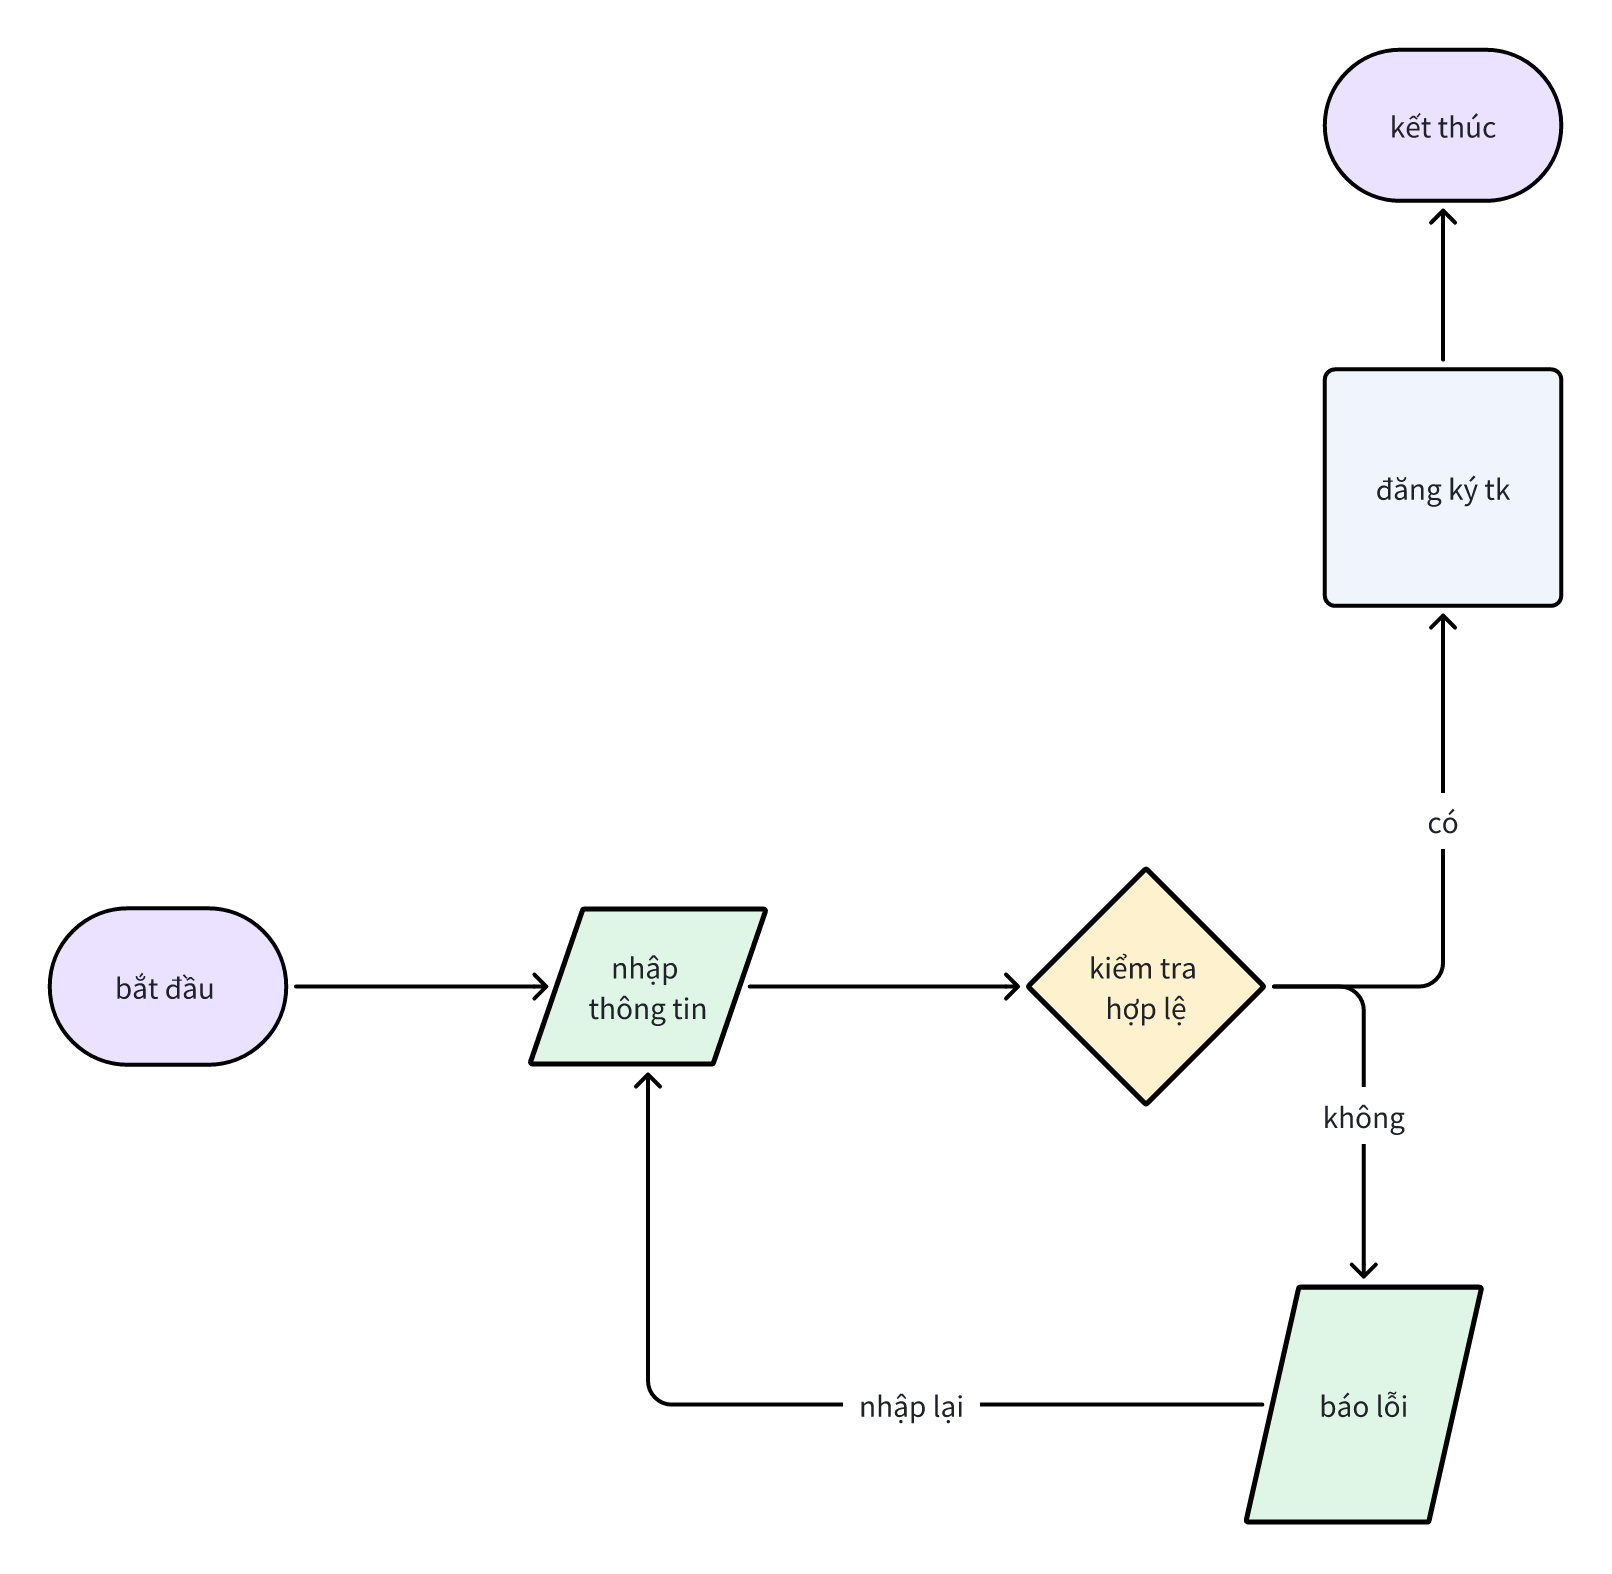 kết thúc
đăng ký tk
có
bắt đầu
nhập
thông tin
kiểm tra
hợp lệ
không
nhập lại
báo lỗi